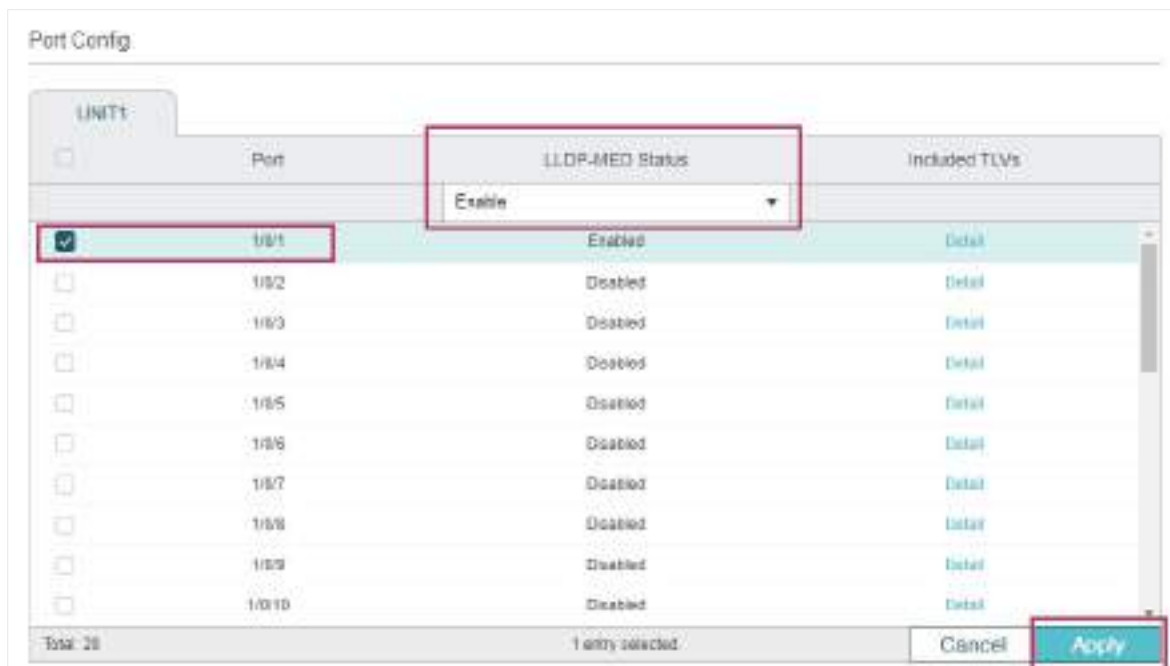 Port Config
UNIT1
Port LLDP-MED Status Included TLVs
Enable
1/0/1 Enabled Detail
1/0/2 Disabled Detail
1/0/3 Disabled Detail
1/0/4 Disabled Detail
1/0/5 Disabled Detail
1/0/6 Disabled Detail
1/0/7 Disabled Detail
1/0/8 Disabled Detail
1/0/9 Disabled Detail
1/0/10 Disabled Detail
Total: 28 1 entry selected. Cancel Apply